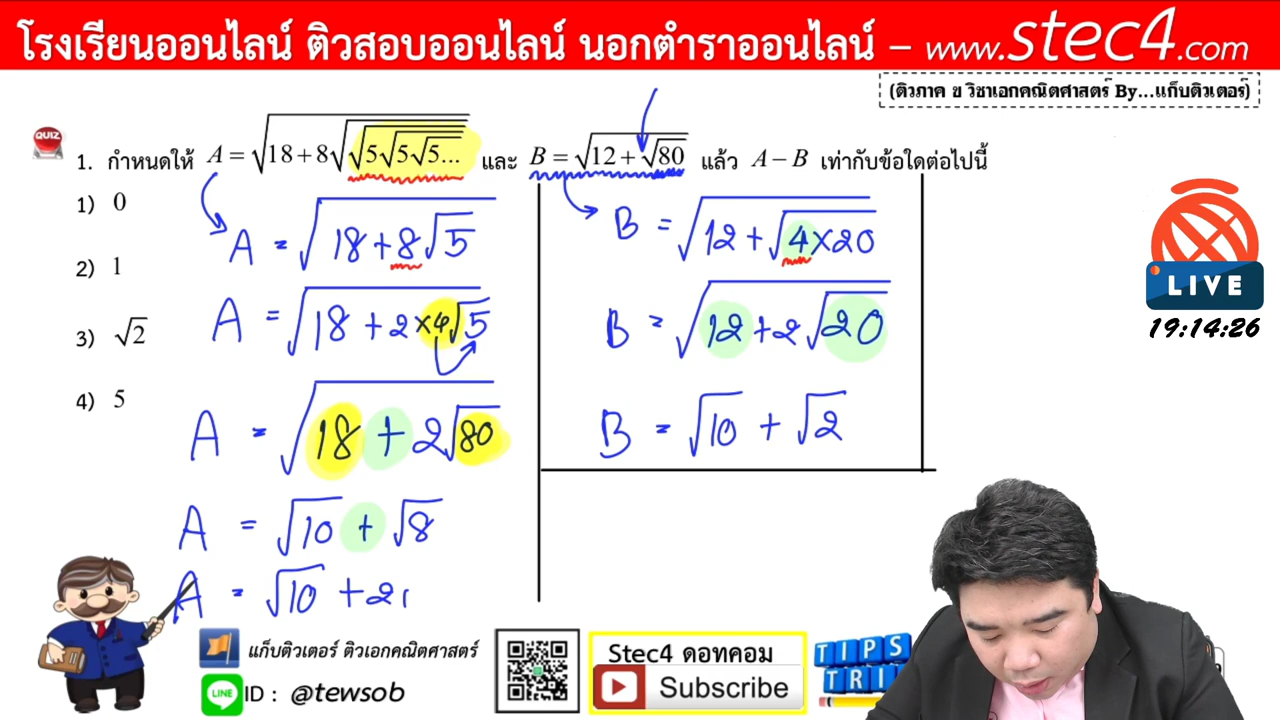 โรงเรียนออนไลน์ ติวสอบออนไลน์ นอกตำราออนไลน์ – www.stec4.com
(ติวภาค ข วิชาเอกคณิตศาสตร์ By...แก็บติวเตอร์)
QUIZ
1. กำหนดให้ A = √(18+8√(√(5√(5√(5...))))) และ B = √(12+√80) แล้ว A − B เท่ากับข้อใดต่อไปนี้
1) 0
2) 1
3) √2
4) 5
A = √(18+8√5)
A = √(18+2×4√5)
A = √(18+2√80)
A = √10 + √8
A = √10 + 2
B = √(12+√(4×20))
B = √(12+2√20)
B = √10 + √2
LIVE
19:14:26
แก็บติวเตอร์ ติวเอกคณิตศาสตร์
LINE ID : @tewsob
Stec4 ดอทคอม
Subscribe
TIPS
TRI